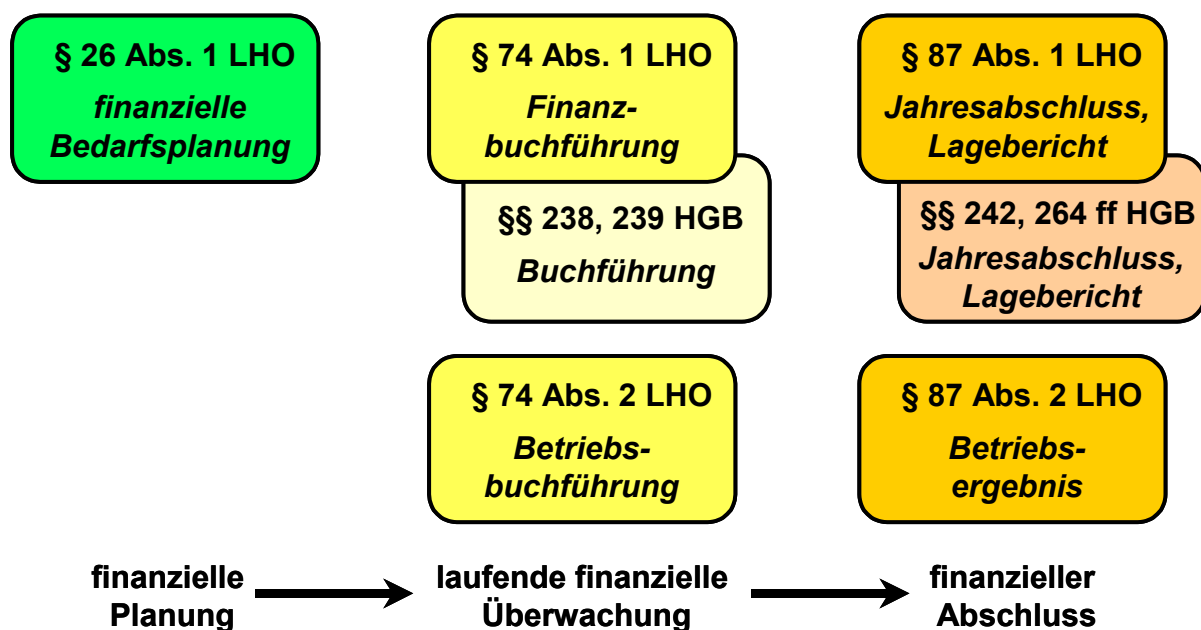 § 26 Abs. 1 LHO
finanzielle
Bedarfsplanung
§ 74 Abs. 1 LHO
Finanz-
buchführung
§§ 238, 239 HGB
Buchführung
§ 87 Abs. 1 LHO
Jahresabschluss,
Lagebericht
§§ 242, 264 ff HGB
Jahresabschluss,
Lagebericht
§ 74 Abs. 2 LHO
Betriebs-
buchführung
§ 87 Abs. 2 LHO
Betriebs-
ergebnis
finanzielle
Planung
laufende finanzielle
Überwachung
finanzieller
Abschluss